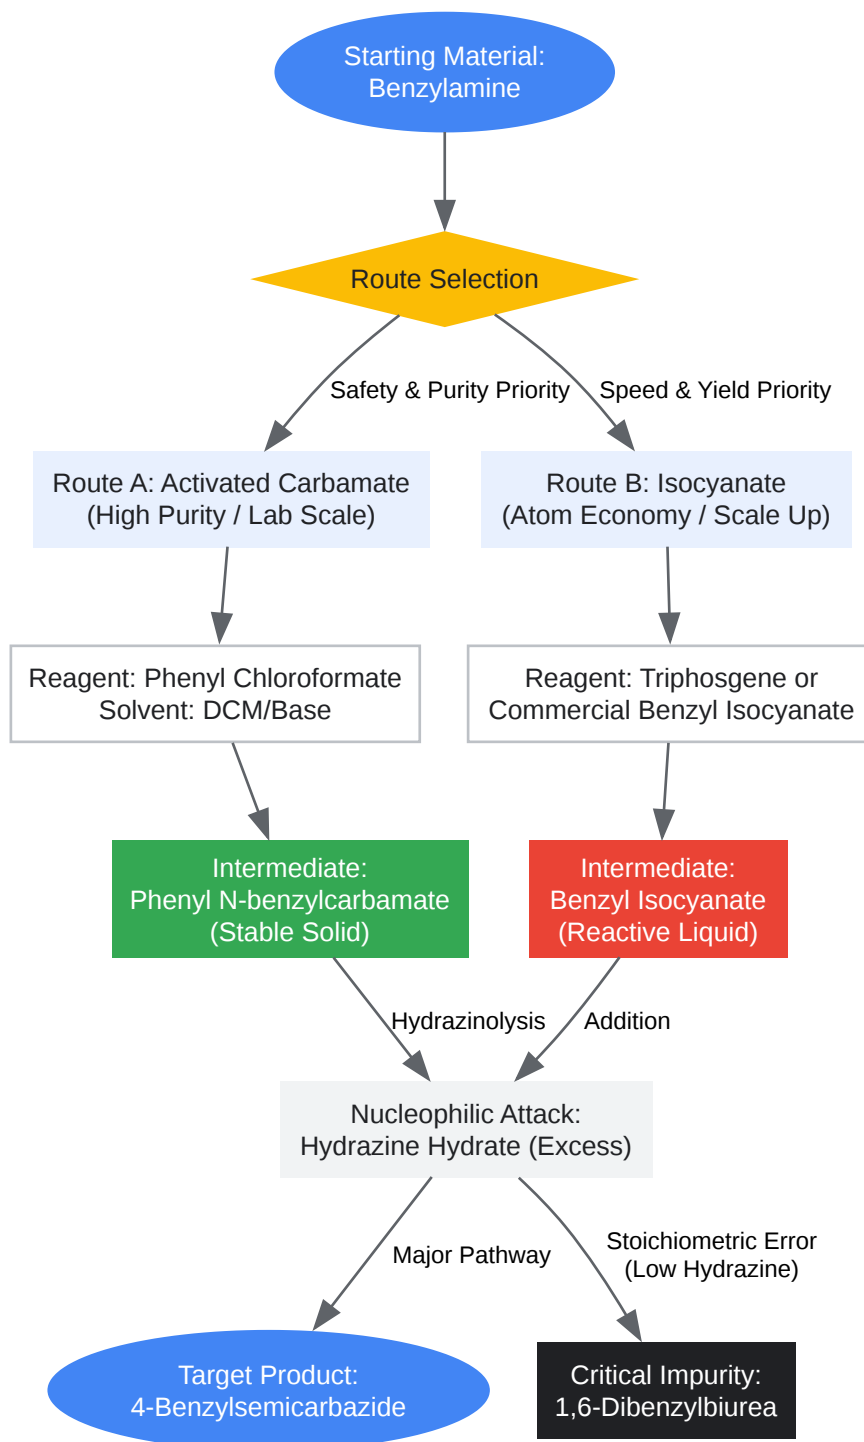 Starting Material:
Benzylamine
Route Selection
Safety & Purity Priority
Speed & Yield Priority
Route A: Activated Carbamate
(High Purity / Lab Scale)
Route B: Isocyanate
(Atom Economy / Scale Up)
Reagent: Phenyl Chloroformate
Solvent: DCM/Base
Reagent: Triphosgene or
Commercial Benzyl Isocyanate
Intermediate:
Phenyl N-benzylcarbamate
(Stable Solid)
Intermediate:
Benzyl Isocyanate
(Reactive Liquid)
Hydrazinolysis
Addition
Nucleophilic Attack:
Hydrazine Hydrate (Excess)
Major Pathway
Stoichiometric Error
(Low Hydrazine)
Target Product:
4-Benzylsemicarbazide
Critical Impurity:
1,6-Dibenzylbiurea